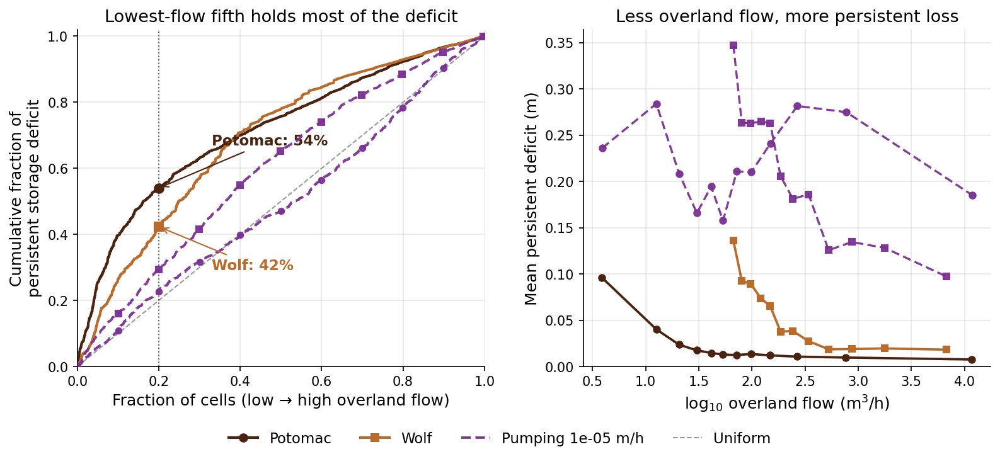 Lowest-flow fifth holds most of the deficit
Cumulative fraction of
persistent storage deficit
1.0
0.8
0.6
0.4
0.2
0.0
Potomac: 54%
Wolf: 42%
0.0 0.2 0.4 0.6 0.8 1.0
Fraction of cells (low → high overland flow)
Less overland flow, more persistent loss
Mean persistent deficit (m)
0.35
0.30
0.25
0.20
0.15
0.10
0.05
0.00
0.5 1.0 1.5 2.0 2.5 3.0 3.5 4.0
log₁₀ overland flow (m³/h)
Potomac Wolf Pumping 1e-05 m/h Uniform